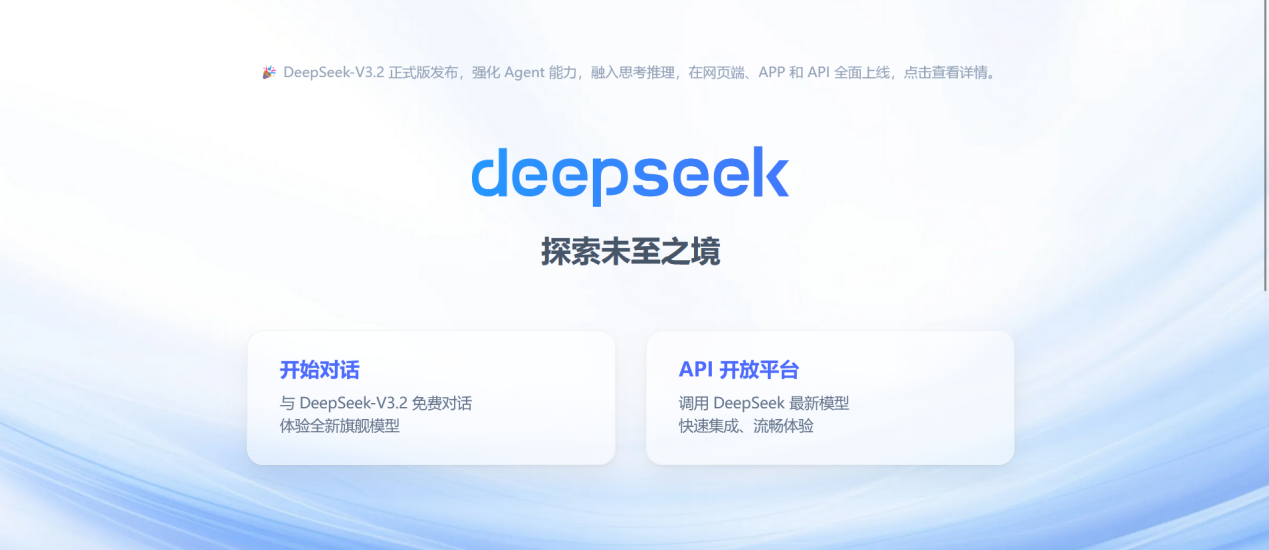 🎉 DeepSeek-V3.2 正式版发布，强化 Agent 能力，融入思考推理，在网页端、APP 和 API 全面上线，点击查看详情。
deepseek
探索未至之境
开始对话
与 DeepSeek-V3.2 免费对话
体验全新旗舰模型
API 开放平台
调用 DeepSeek 最新模型
快速集成、流畅体验